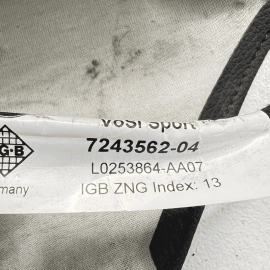 VoSi Sport
7243562-04
L0253864-AA07
IGB ZNG Index: 13
G·B
many